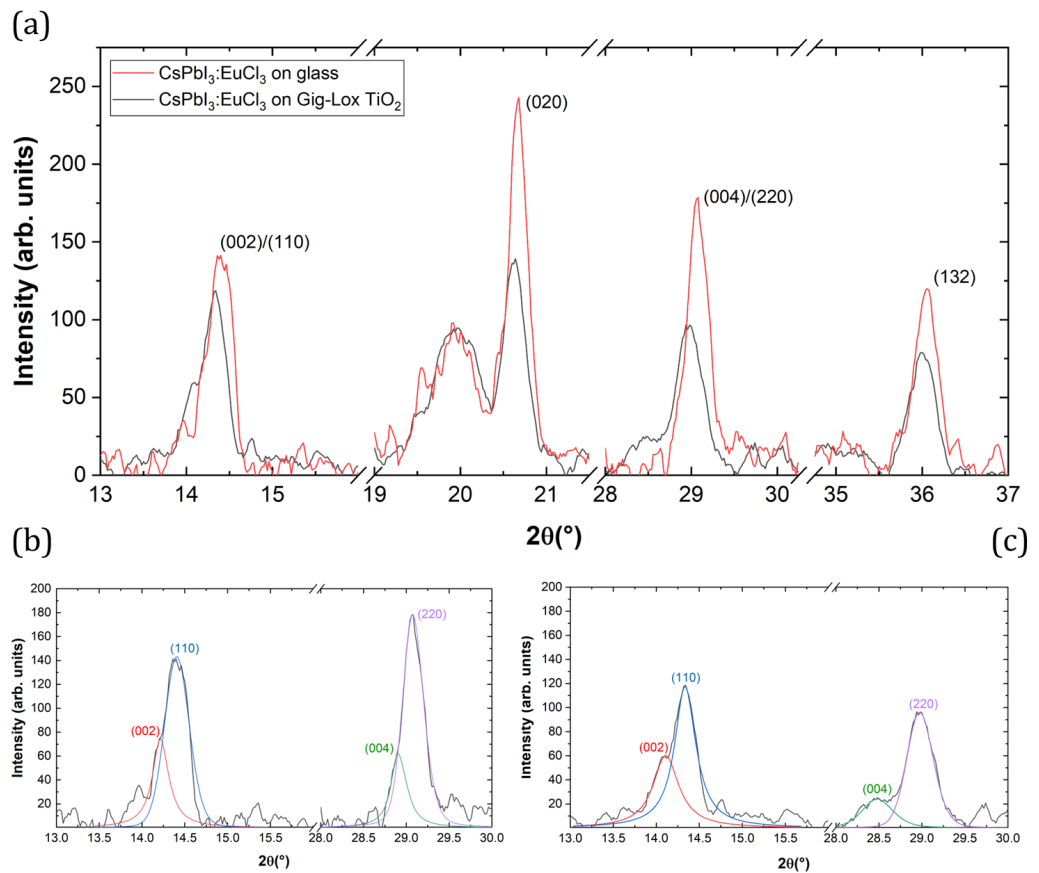 (a)
CsPbI₃:EuCl₃ on glass
CsPbI₃:EuCl₃ on Gig-Lox TiO₂
(002)/(110)
(020)
(004)/(220)
(132)
Intensity (arb. units)
250
200
150
100
50
0
13 14 15 19 20 21 28 29 30 35 36 37
2θ(°)
(b)
200
180
160
140
120
100
80
60
40
20
Intensity (arb. units)
(002)
(110)
(004)
(220)
13.0 13.5 14.0 14.5 15.0 15.5 28.0 28.5 29.0 29.5 30.0
2θ(°)
(c)
200
180
160
140
120
100
80
60
40
20
0
Intensity (arb. units)
(002)
(110)
(004)
(220)
13.0 13.5 14.0 14.5 15.0 15.5 28.0 28.5 29.0 29.5 30.0
2θ(°)